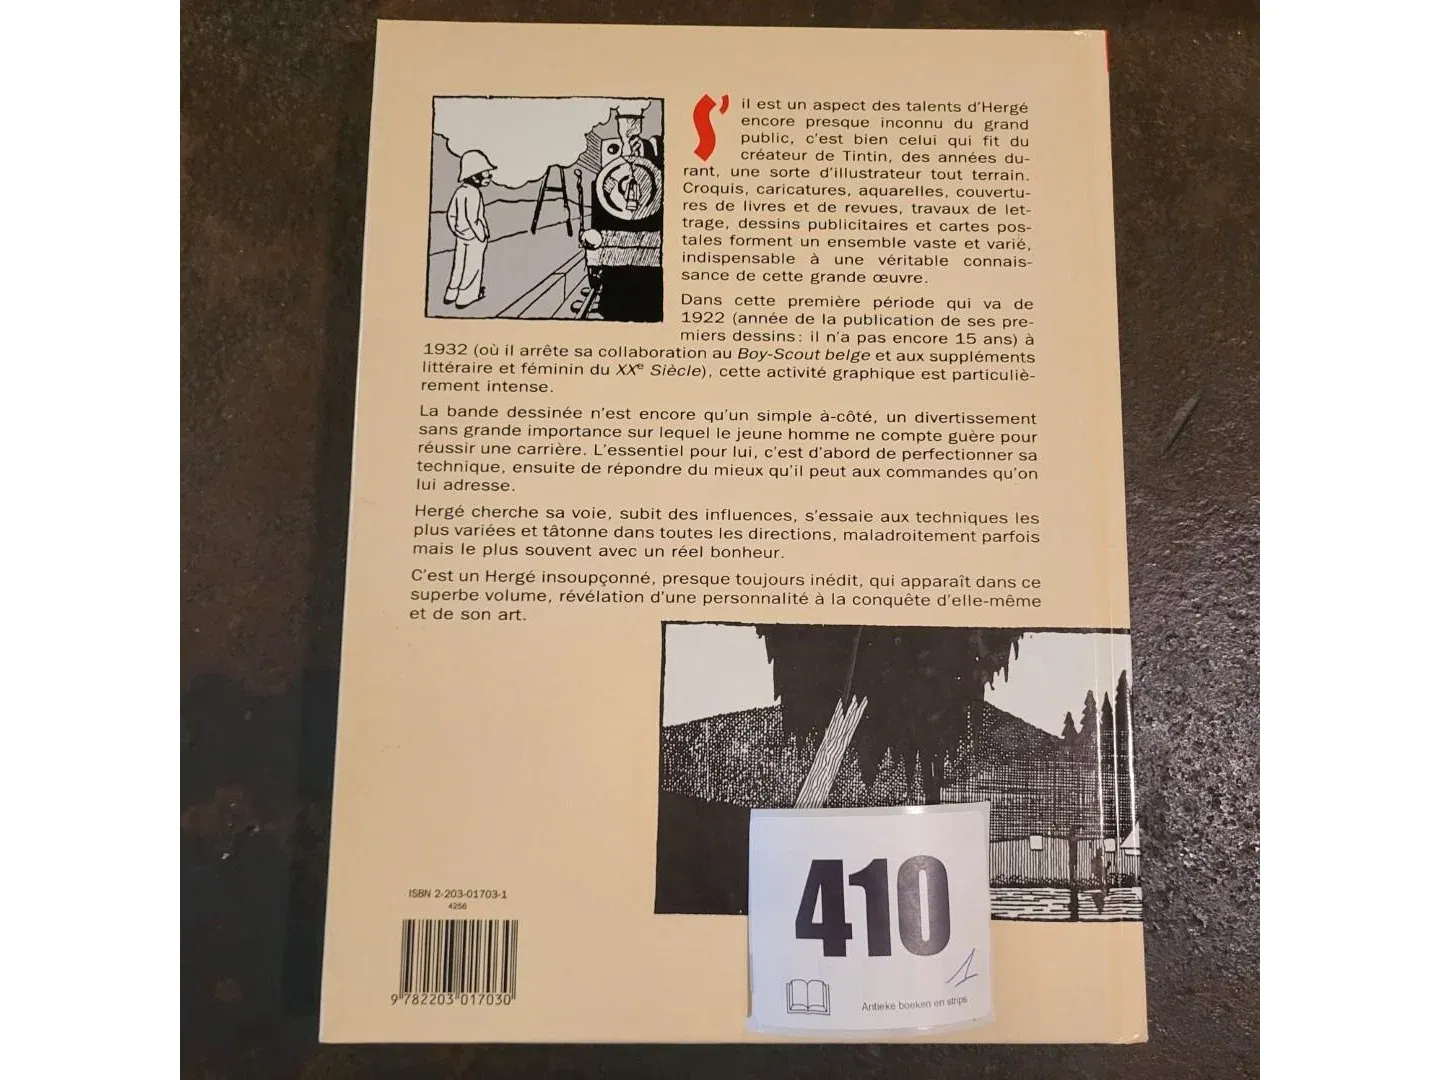 S'il est un aspect des talents d'Hergé
encore presque inconnu du grand
public, c'est bien celui qui fit du
créateur de Tintin, des années du-
rant, une sorte d'illustrateur tout terrain.
Croquis, caricatures, aquarelles, couvertu-
res de livres et de revues, travaux de let-
trage, dessins publicitaires et cartes pos-
tales forment un ensemble vaste et varié,
indispensable à une véritable connais-
sance de cette grande œuvre.
Dans cette première période qui va de
1922 (année de la publication de ses pre-
miers dessins : il n'a pas encore 15 ans) à
1932 (où il arrête sa collaboration au Boy-Scout belge et aux suppléments
littéraire et féminin du XXe Siècle), cette activité graphique est particuliè-
rement intense.
La bande dessinée n'est encore qu'un simple à-côté, un divertissement
sans grande importance sur lequel le jeune homme ne compte guère pour
réussir une carrière. L'essentiel pour lui, c'est d'abord de perfectionner sa
technique, ensuite de répondre du mieux qu'il peut aux commandes qu'on
lui adresse.
Hergé cherche sa voie, subit des influences, s'essaie aux techniques les
plus variées et tâtonne dans toutes les directions, maladroitement parfois
mais le plus souvent avec un réel bonheur.
C'est un Hergé insoupçonné, presque toujours inédit, qui apparaît dans ce
superbe volume, révélation d'une personnalité à la conquête d'elle-même
et de son art.
ISBN 2-203-01703-1
4256
9 782203 017030
410
1
Antieke boeken en strips